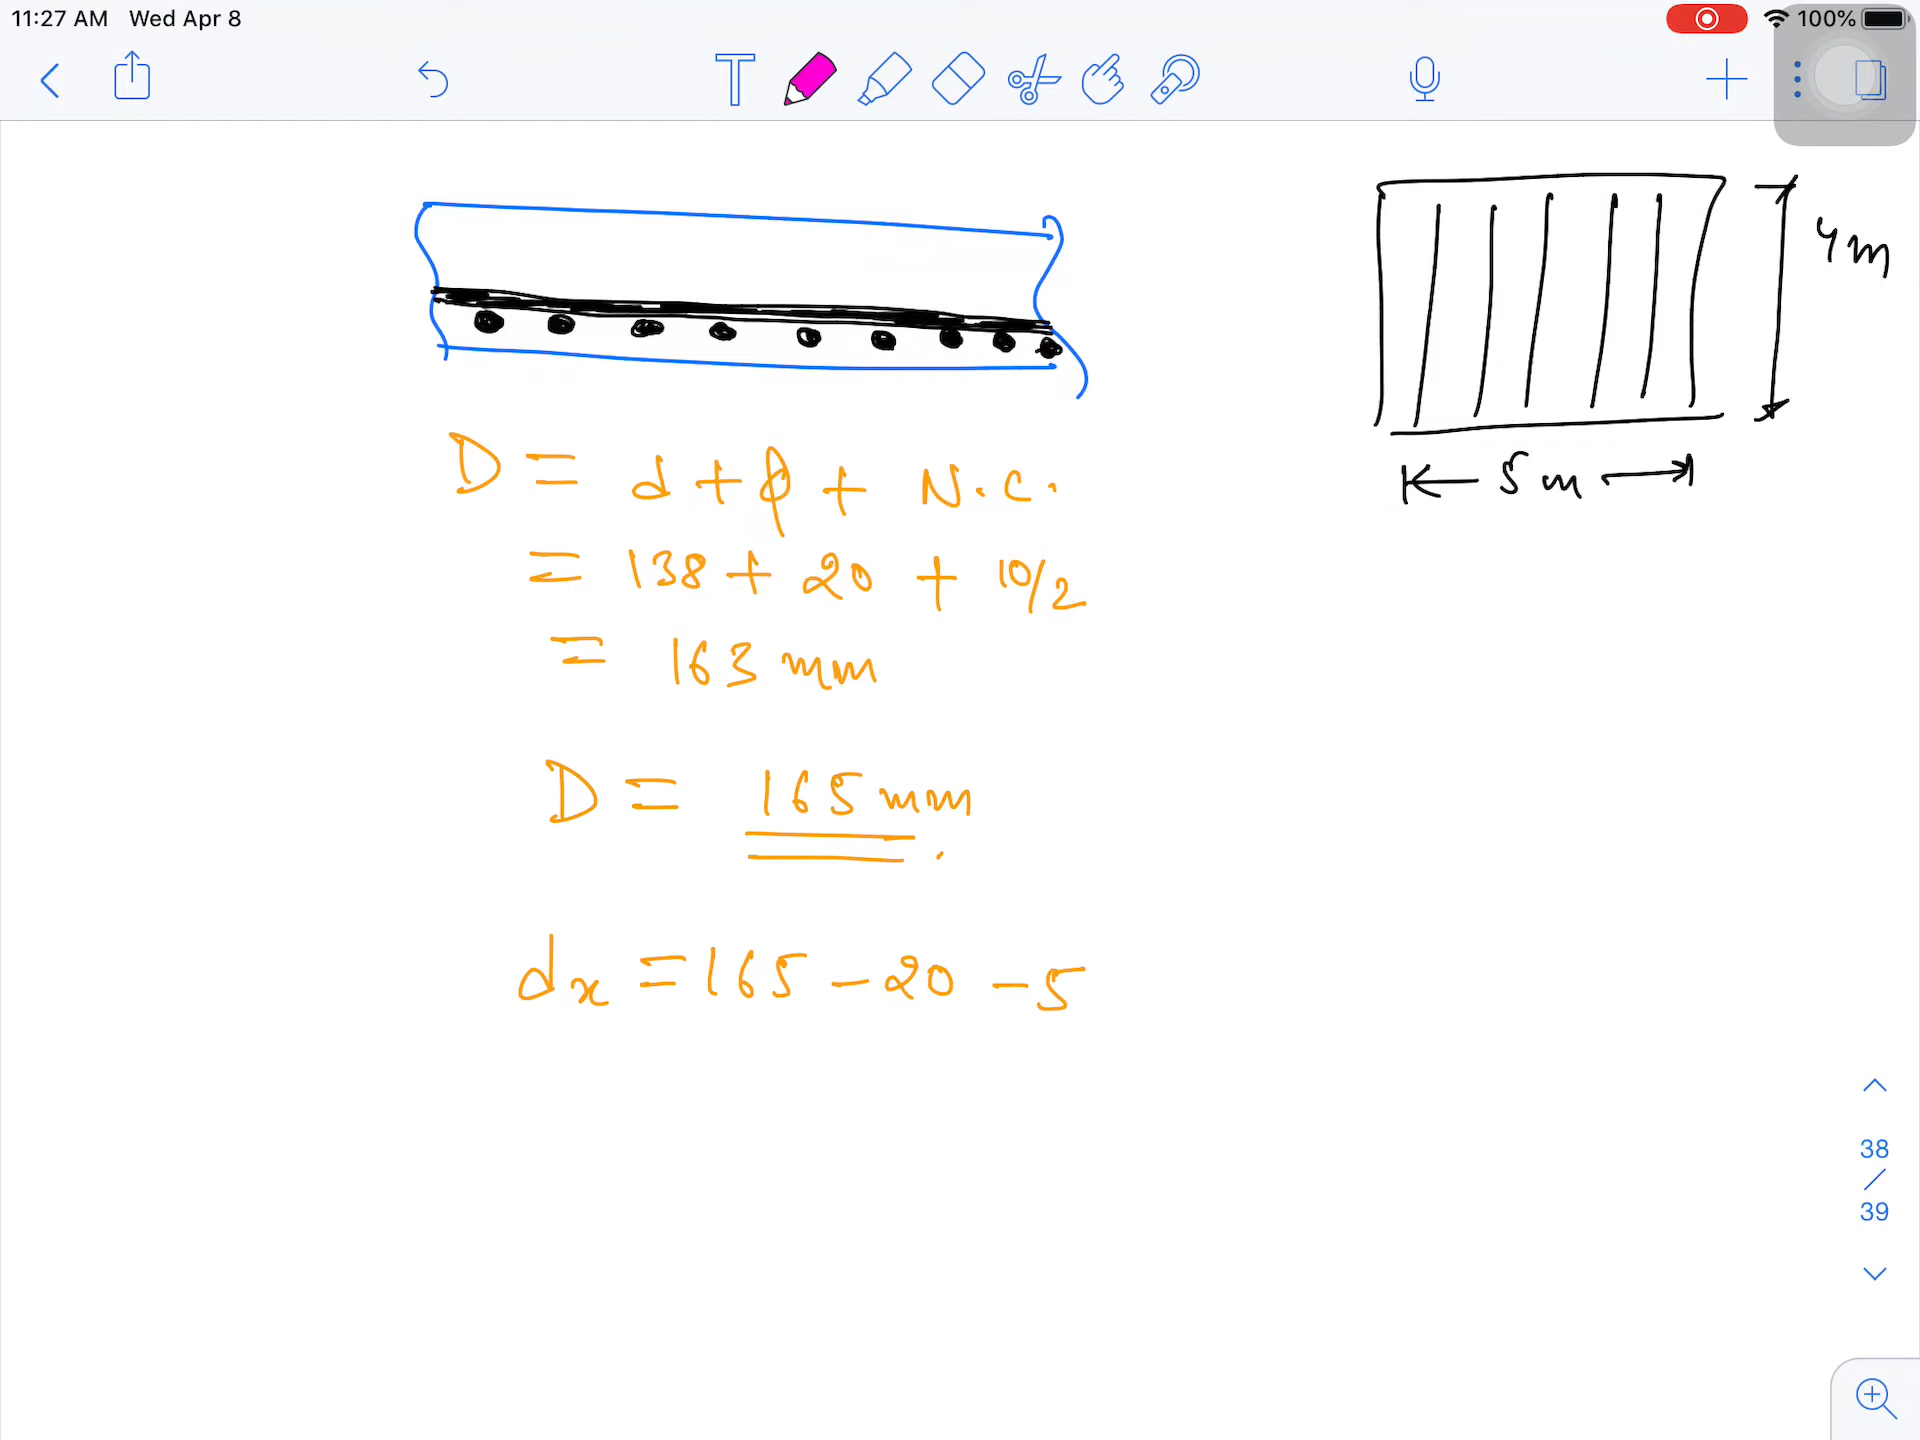 11:27 AM Wed Apr 8
100%
T
4m
5m
D = d + ϕ + N.C.
= 138 + 20 + 10/2
= 163 mm
D = 165 mm
dx = 165 - 20 - 5
38
/
39